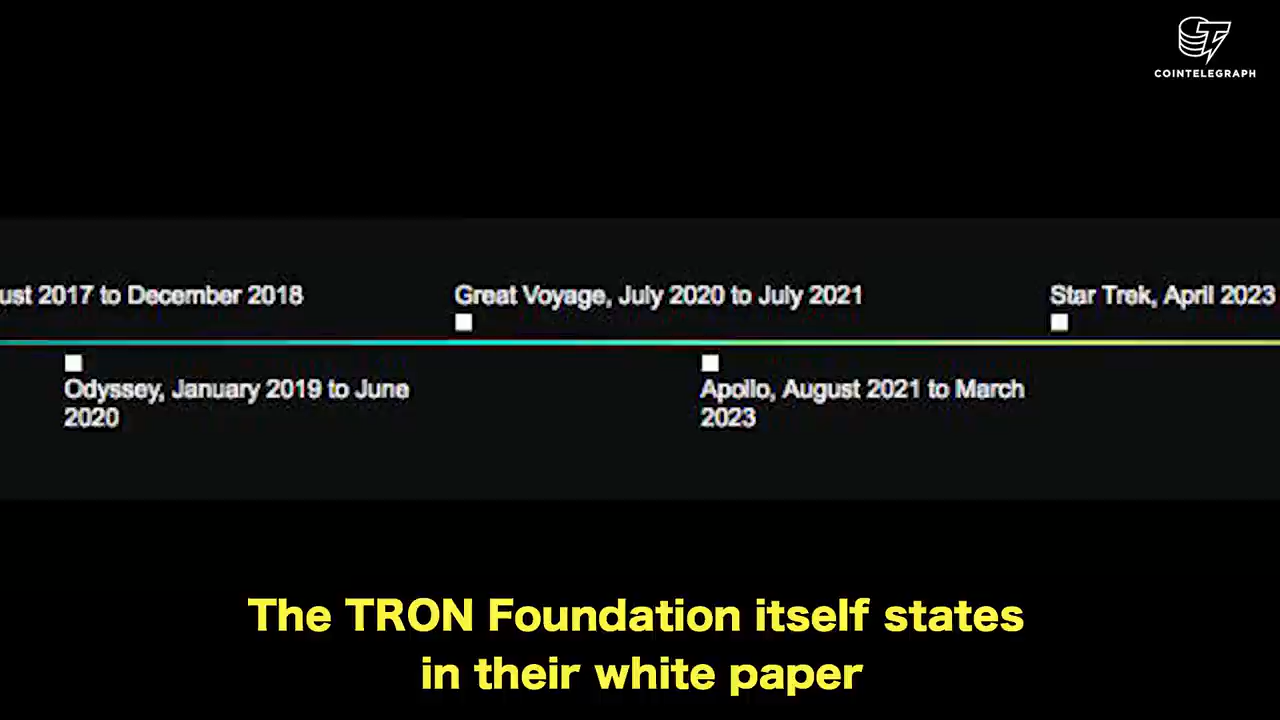 COINTELEGRAPH
ust 2017 to December 2018
Great Voyage, July 2020 to July 2021
Star Trek, April 2023
Odyssey, January 2019 to June
2020
Apollo, August 2021 to March
2023
The TRON Foundation itself states
in their white paper